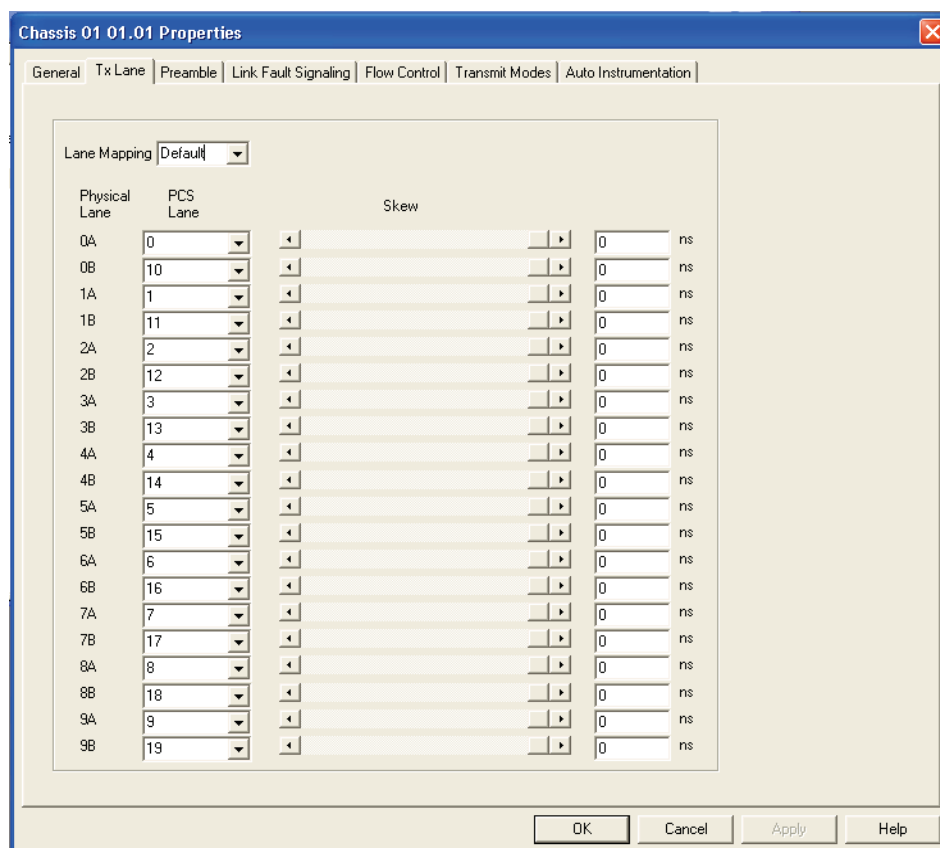 Chassis 01 01.01 Properties
General Tx Lane Preamble Link Fault Signaling Flow Control Transmit Modes Auto Instrumentation
Lane Mapping Default
Physical Lane PCS Lane Skew
0A 0 0 ns
0B 10 0 ns
1A 1 0 ns
1B 11 0 ns
2A 2 0 ns
2B 12 0 ns
3A 3 0 ns
3B 13 0 ns
4A 4 0 ns
4B 14 0 ns
5A 5 0 ns
5B 15 0 ns
6A 6 0 ns
6B 16 0 ns
7A 7 0 ns
7B 17 0 ns
8A 8 0 ns
8B 18 0 ns
9A 9 0 ns
9B 19 0 ns
OK Cancel Apply Help